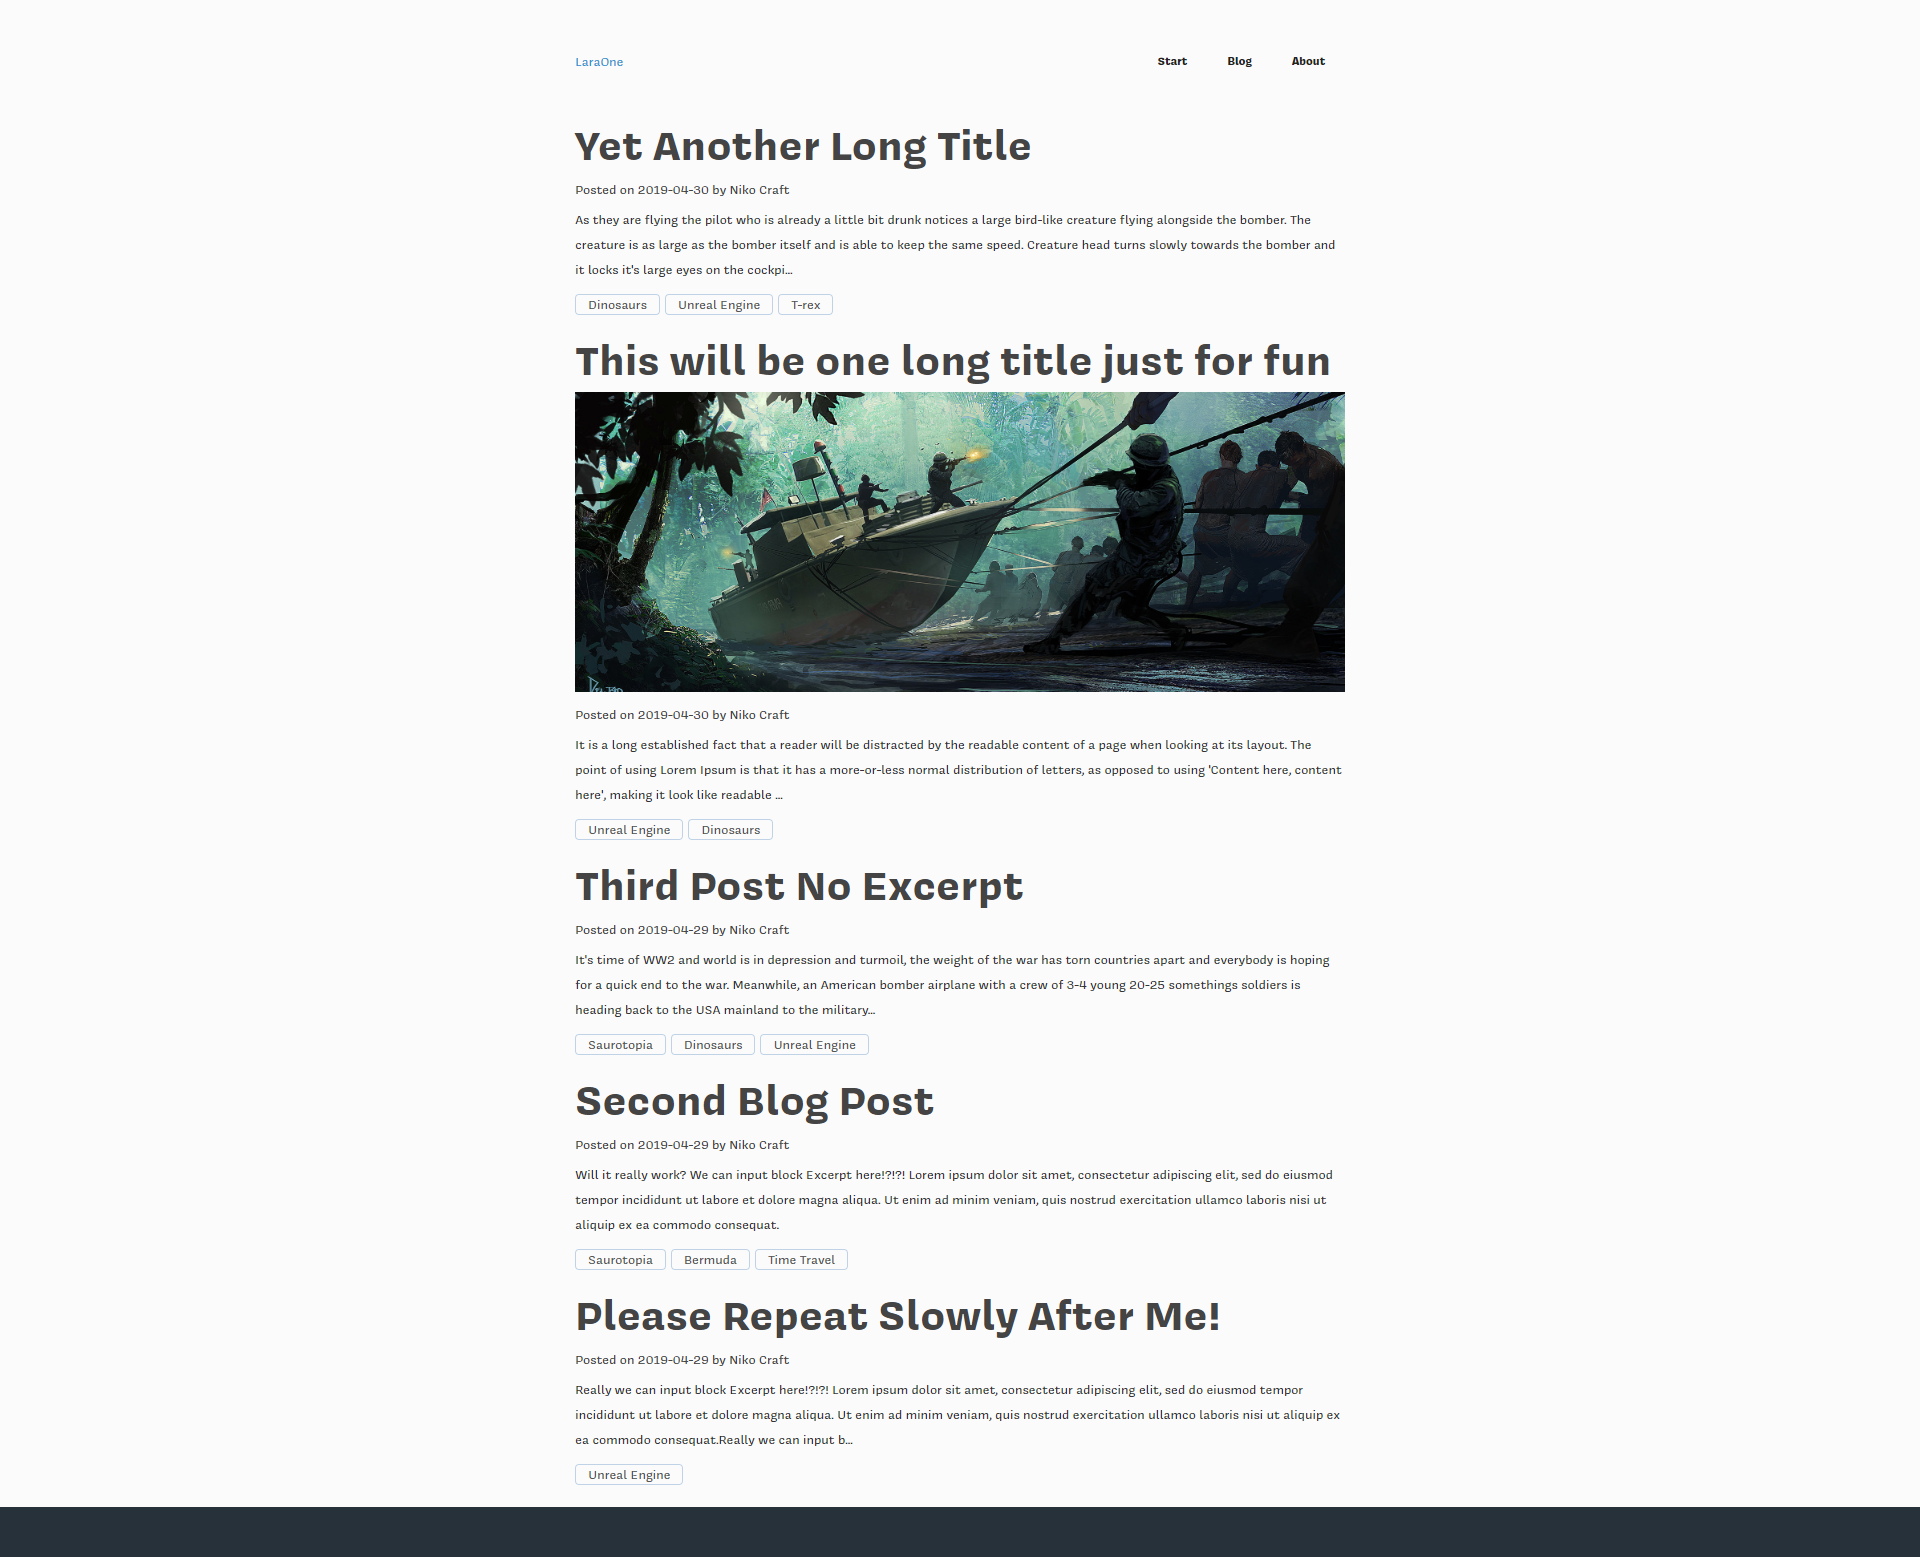 LaraOne
Start Blog About
Yet Another Long Title
Posted on 2019-04-30 by Niko Craft
As they are flying the pilot who is already a little bit drunk notices a large bird-like creature flying alongside the bomber. The
creature is as large as the bomber itself and is able to keep the same speed. Creature head turns slowly towards the bomber and
it locks it's large eyes on the cockpi...
Dinosaurs Unreal Engine T-rex
This will be one long title just for fun
Posted on 2019-04-30 by Niko Craft
It is a long established fact that a reader will be distracted by the readable content of a page when looking at its layout. The
point of using Lorem Ipsum is that it has a more-or-less normal distribution of letters, as opposed to using 'Content here, content
here', making it look like readable ...
Unreal Engine Dinosaurs
Third Post No Excerpt
Posted on 2019-04-29 by Niko Craft
It's time of WW2 and world is in depression and turmoil, the weight of the war has torn countries apart and everybody is hoping
for a quick end to the war. Meanwhile, an American bomber airplane with a crew of 3-4 young 20-25 somethings soldiers is
heading back to the USA mainland to the military...
Saurotopia Dinosaurs Unreal Engine
Second Blog Post
Posted on 2019-04-29 by Niko Craft
Will it really work? We can input block Excerpt here!?!?! Lorem ipsum dolor sit amet, consectetur adipiscing elit, sed do eiusmod
tempor incididunt ut labore et dolore magna aliqua. Ut enim ad minim veniam, quis nostrud exercitation ullamco laboris nisi ut
aliquip ex ea commodo consequat.
Saurotopia Bermuda Time Travel
Please Repeat Slowly After Me!
Posted on 2019-04-29 by Niko Craft
Really we can input block Excerpt here!?!?! Lorem ipsum dolor sit amet, consectetur adipiscing elit, sed do eiusmod tempor
incididunt ut labore et dolore magna aliqua. Ut enim ad minim veniam, quis nostrud exercitation ullamco laboris nisi ut aliquip ex
ea commodo consequat.Really we can input b...
Unreal Engine